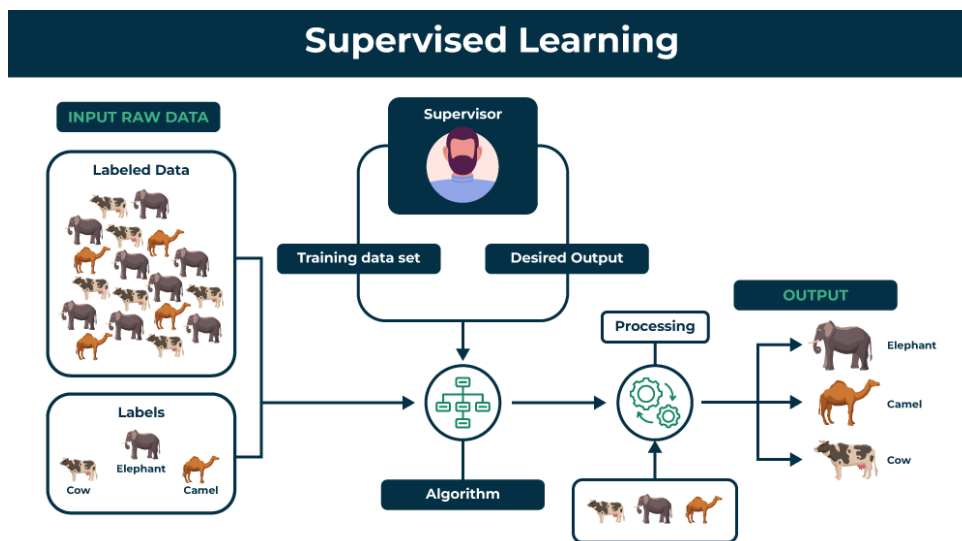 Supervised Learning
INPUT RAW DATA
Labeled Data
Labels
Elephant
Cow
Camel
Supervisor
Training data set
Desired Output
Algorithm
Processing
OUTPUT
Elephant
Camel
Cow